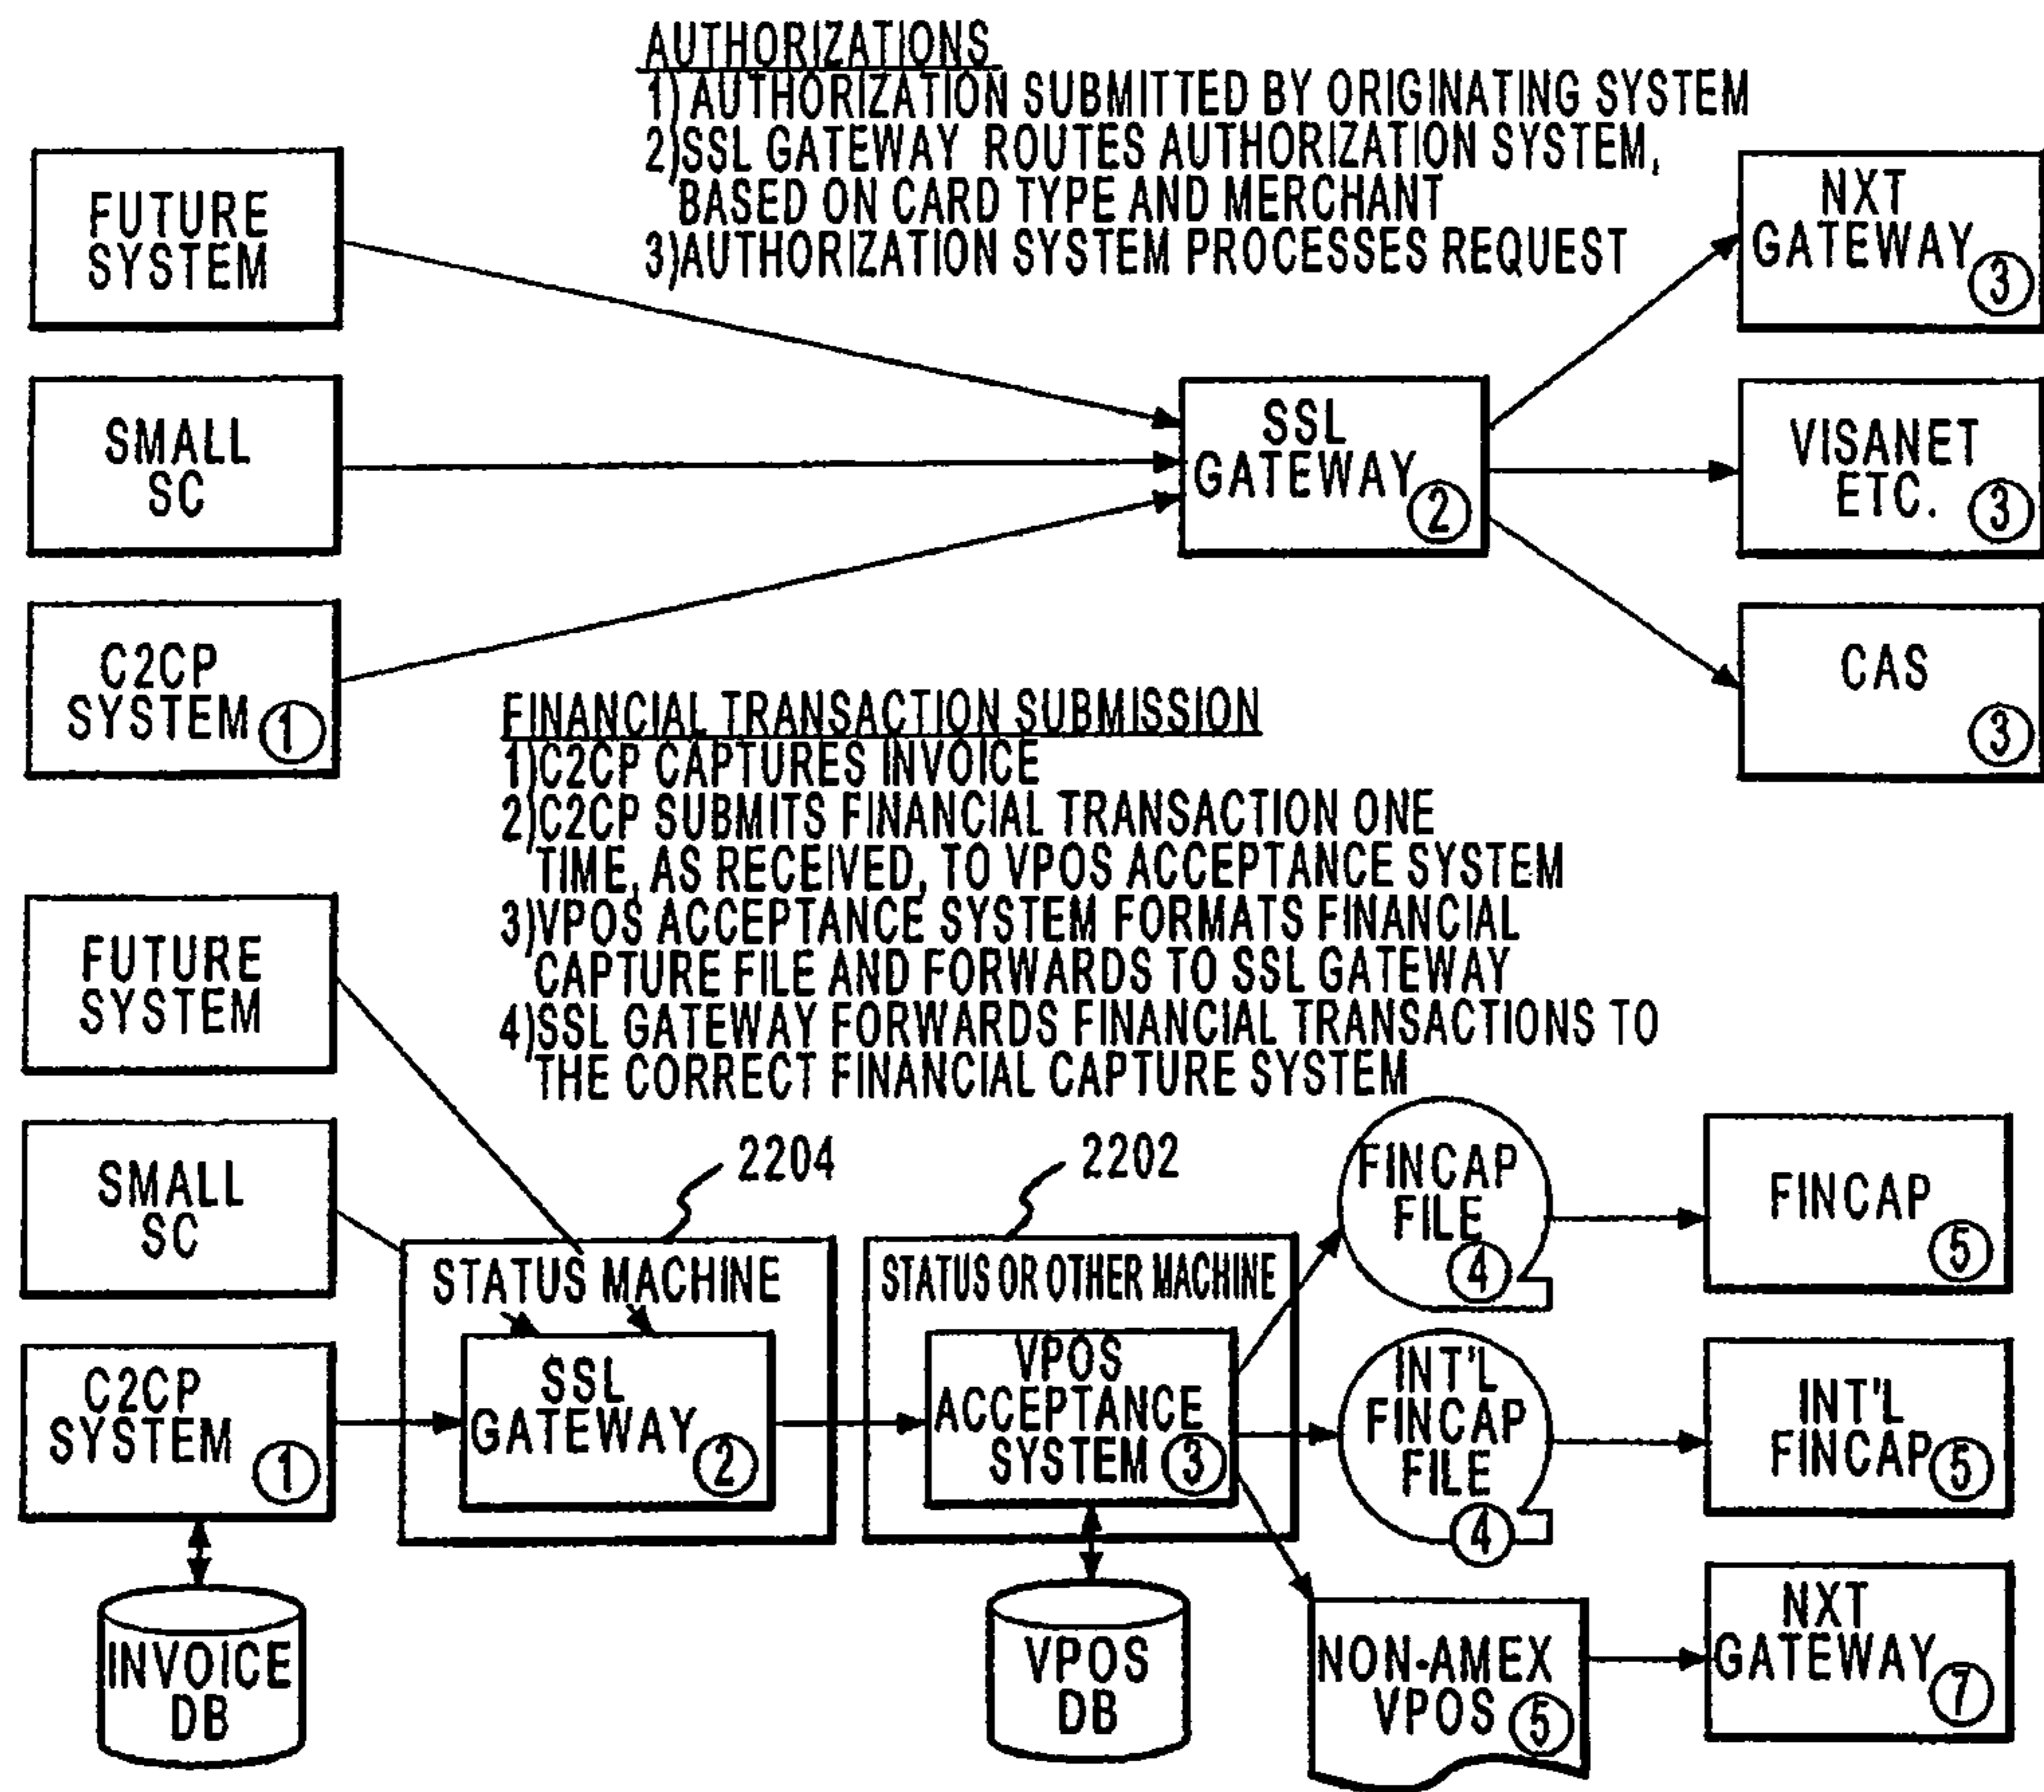 AUTHORIZATIONS
1) AUTHORIZATION SUBMITTED BY ORIGINATING SYSTEM
2)SSL GATEWAY ROUTES AUTHORIZATION SYSTEM,
BASED ON CARD TYPE AND MERCHANT
3)AUTHORIZATION SYSTEM PROCESSES REQUEST
FUTURE
SYSTEM
SMALL
SC
C2CP
SYSTEM 1
SSL
GATEWAY 2
NXT
GATEWAY 3
VISANET
ETC. 3
CAS
3
FINANCIAL TRANSACTION SUBMISSION
1)C2CP CAPTURES INVOICE
2)C2CP SUBMITS FINANCIAL TRANSACTION ONE
TIME, AS RECEIVED, TO VPOS ACCEPTANCE SYSTEM
3)VPOS ACCEPTANCE SYSTEM FORMATS FINANCIAL
CAPTURE FILE AND FORWARDS TO SSL GATEWAY
4)SSL GATEWAY FORWARDS FINANCIAL TRANSACTIONS TO
THE CORRECT FINANCIAL CAPTURE SYSTEM
FUTURE
SYSTEM
SMALL
SC
C2CP
SYSTEM 1
INVOICE
DB
2204
STATUS MACHINE
SSL
GATEWAY 2
2202
STATUS OR OTHER MACHINE
VPOS
ACCEPTANCE
SYSTEM 3
VPOS
DB
FINCAP
FILE
4
FINCAP
5
INT'L
FINCAP
FILE
4
INT'L
FINCAP 5
NON-AMEX
VPOS 5
NXT
GATEWAY 7